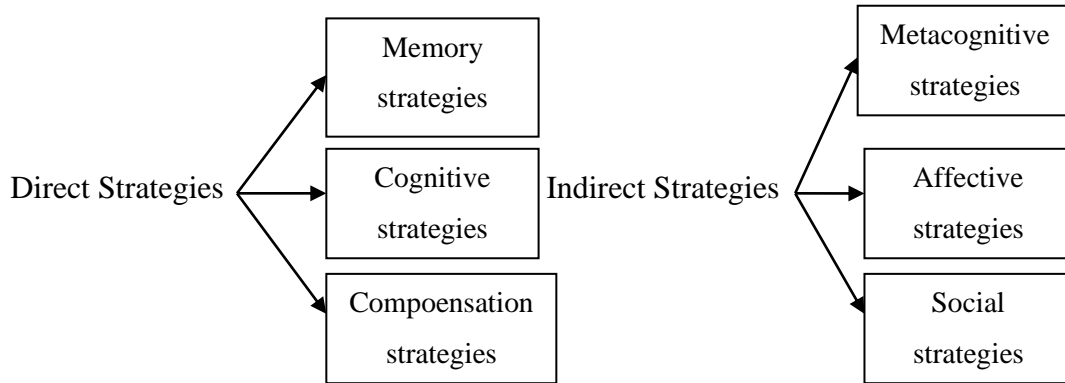 Memory
strategies
Direct Strategies
Cognitive
strategies
Compoensation
strategies
Metacognitive
strategies
Indirect Strategies
Affective
strategies
Social
strategies